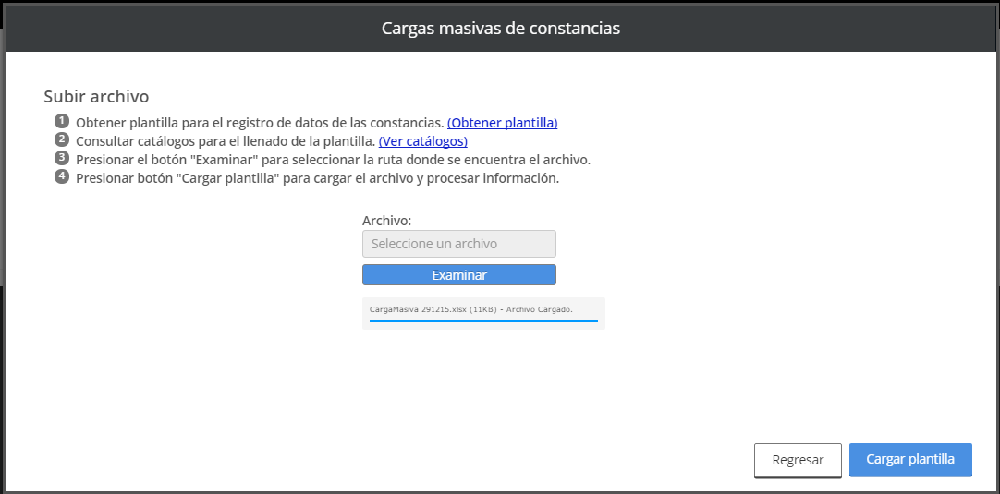 Cargas masivas de constancias
Subir archivo
1 Obtener plantilla para el registro de datos de las constancias. (Obtener plantilla)
2 Consultar catálogos para el llenado de la plantilla. (Ver catálogos)
3 Presionar el botón "Examinar" para seleccionar la ruta donde se encuentra el archivo.
4 Presionar botón "Cargar plantilla" para cargar el archivo y procesar información.
Archivo:
Seleccione un archivo
Examinar
CargaMasiva 291215.xlsx (11KB) - Archivo Cargado.
Regresar
Cargar plantilla